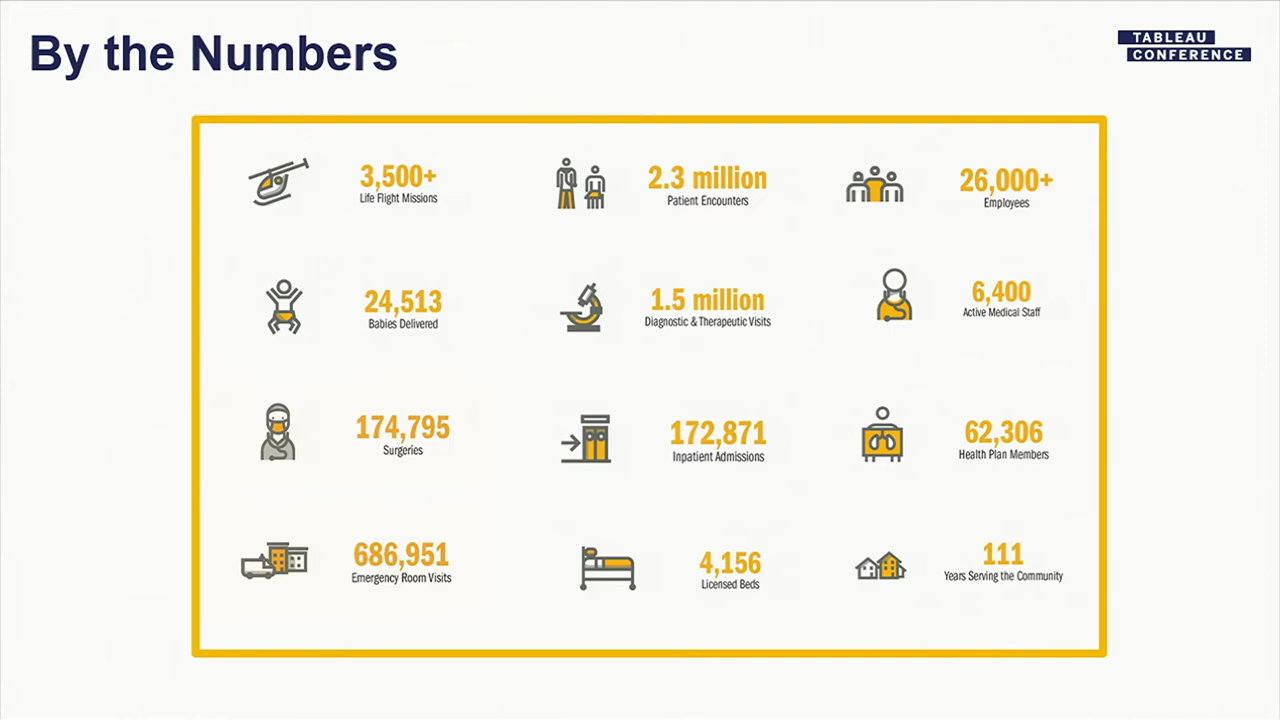 By the Numbers
TABLEAU
CONFERENCE
3,500+
Life Flight Missions
2.3 million
Patient Encounters
26,000+
Employees
24,513
Babies Delivered
1.5 million
Diagnostic & Therapeutic Visits
6,400
Active Medical Staff
174,795
Surgeries
172,871
Inpatient Admissions
62,306
Health Plan Members
686,951
Emergency Room Visits
4,156
Licensed Beds
111
Years Serving the Community